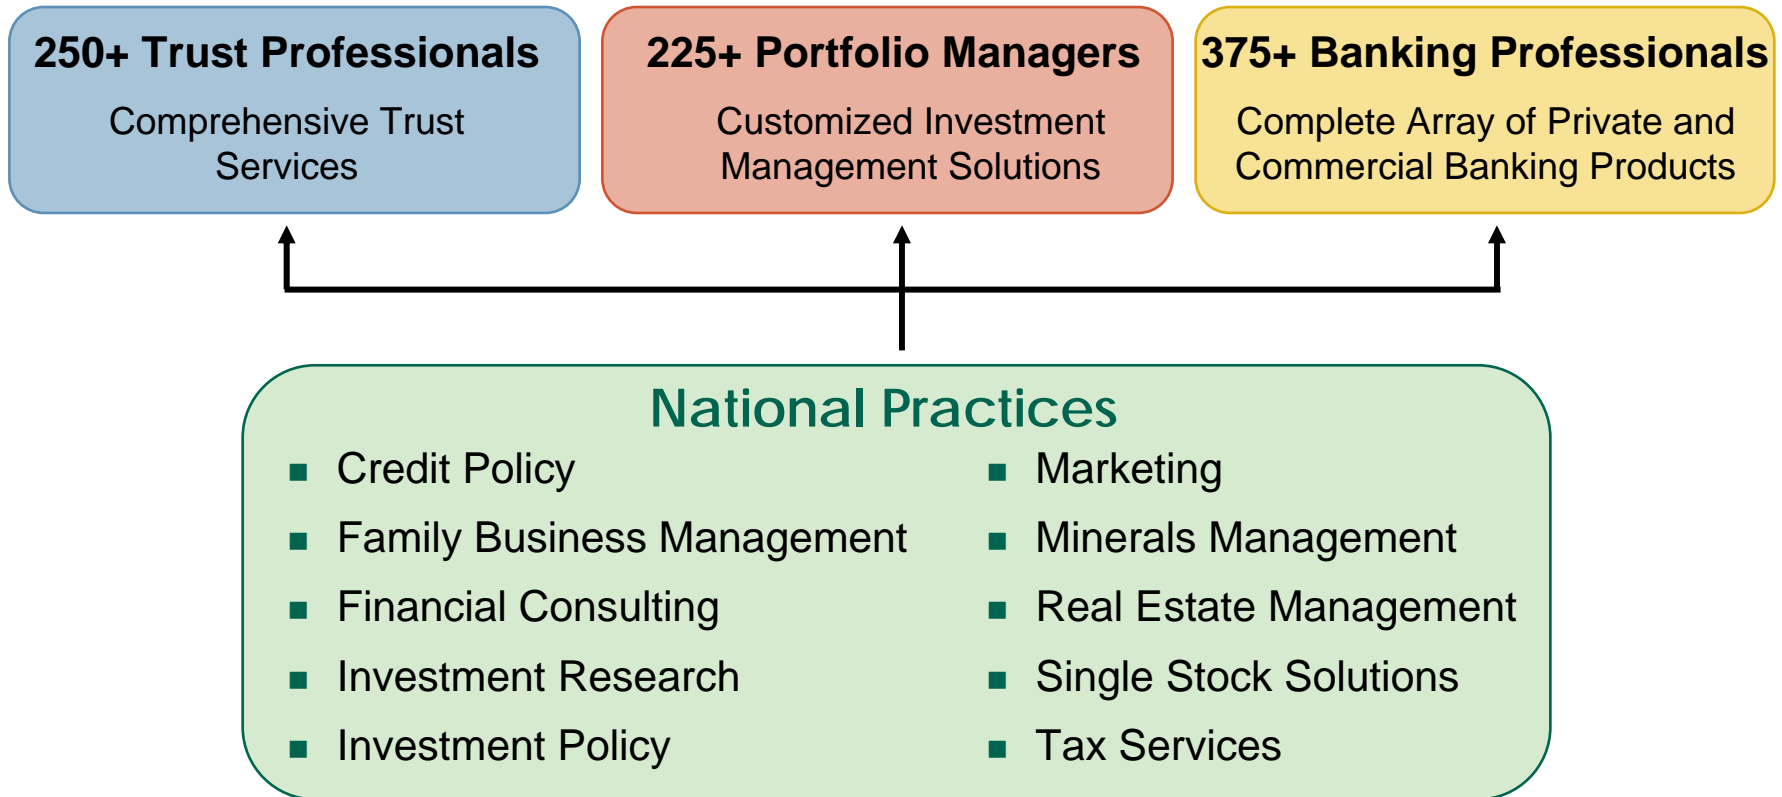 250+ Trust Professionals
Comprehensive Trust
Services
225+ Portfolio Managers
Customized Investment
Management Solutions
375+ Banking Professionals
Complete Array of Private and
Commercial Banking Products
National Practices
■ Credit Policy
■ Family Business Management
■ Financial Consulting
■ Investment Research
■ Investment Policy
■ Marketing
■ Minerals Management
■ Real Estate Management
■ Single Stock Solutions
■ Tax Services